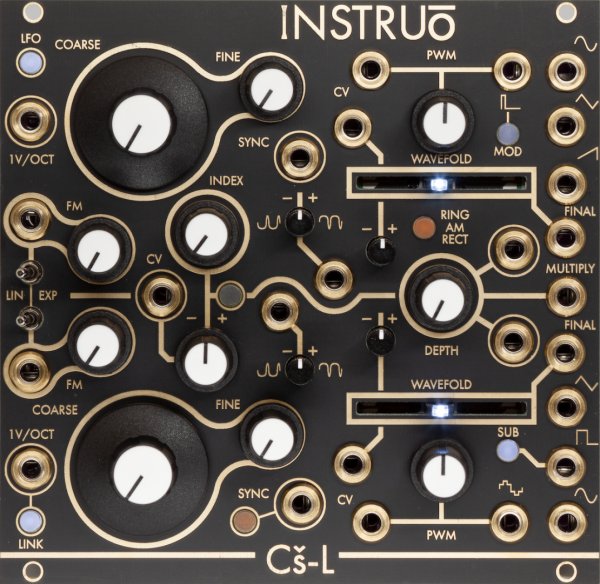 INSTRUō
LFO
COARSE
FINE
PWM
CV
1V/OCT
SYNC
MOD
WAVEFOLD
INDEX
FM
- +
- +
RING
AM
RECT
FINAL
CV
MULTIPLY
LIN EXP
- +
- +
FINAL
DEPTH
- +
FM
WAVEFOLD
COARSE
FINE
1V/OCT
SUB
SYNC
CV
LINK
PWM
Cš-L